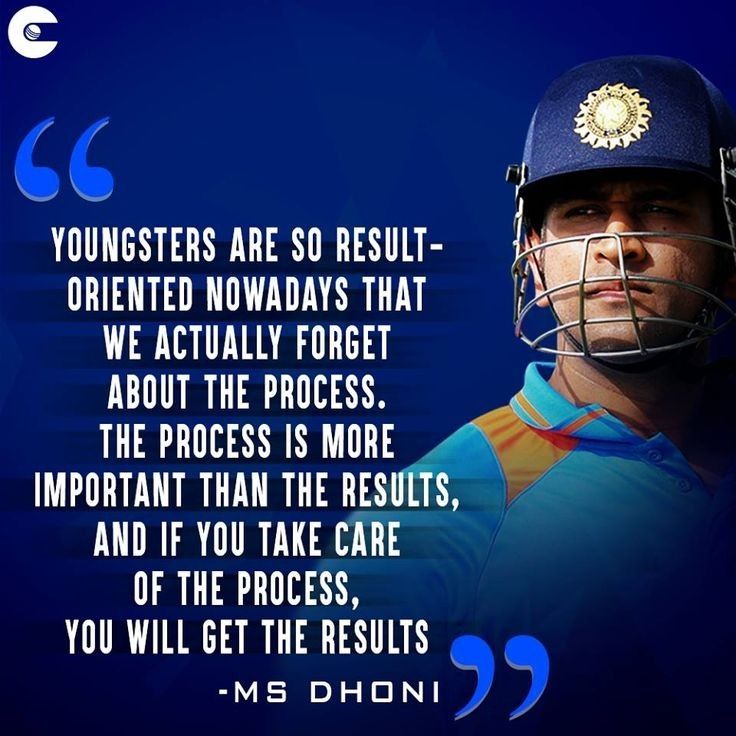 YOUNGSTERS ARE SO RESULT-
ORIENTED NOWADAYS THAT
WE ACTUALLY FORGET
ABOUT THE PROCESS.
THE PROCESS IS MORE
IMPORTANT THAN THE RESULTS,
AND IF YOU TAKE CARE
OF THE PROCESS,
YOU WILL GET THE RESULTS
-MS DHONI